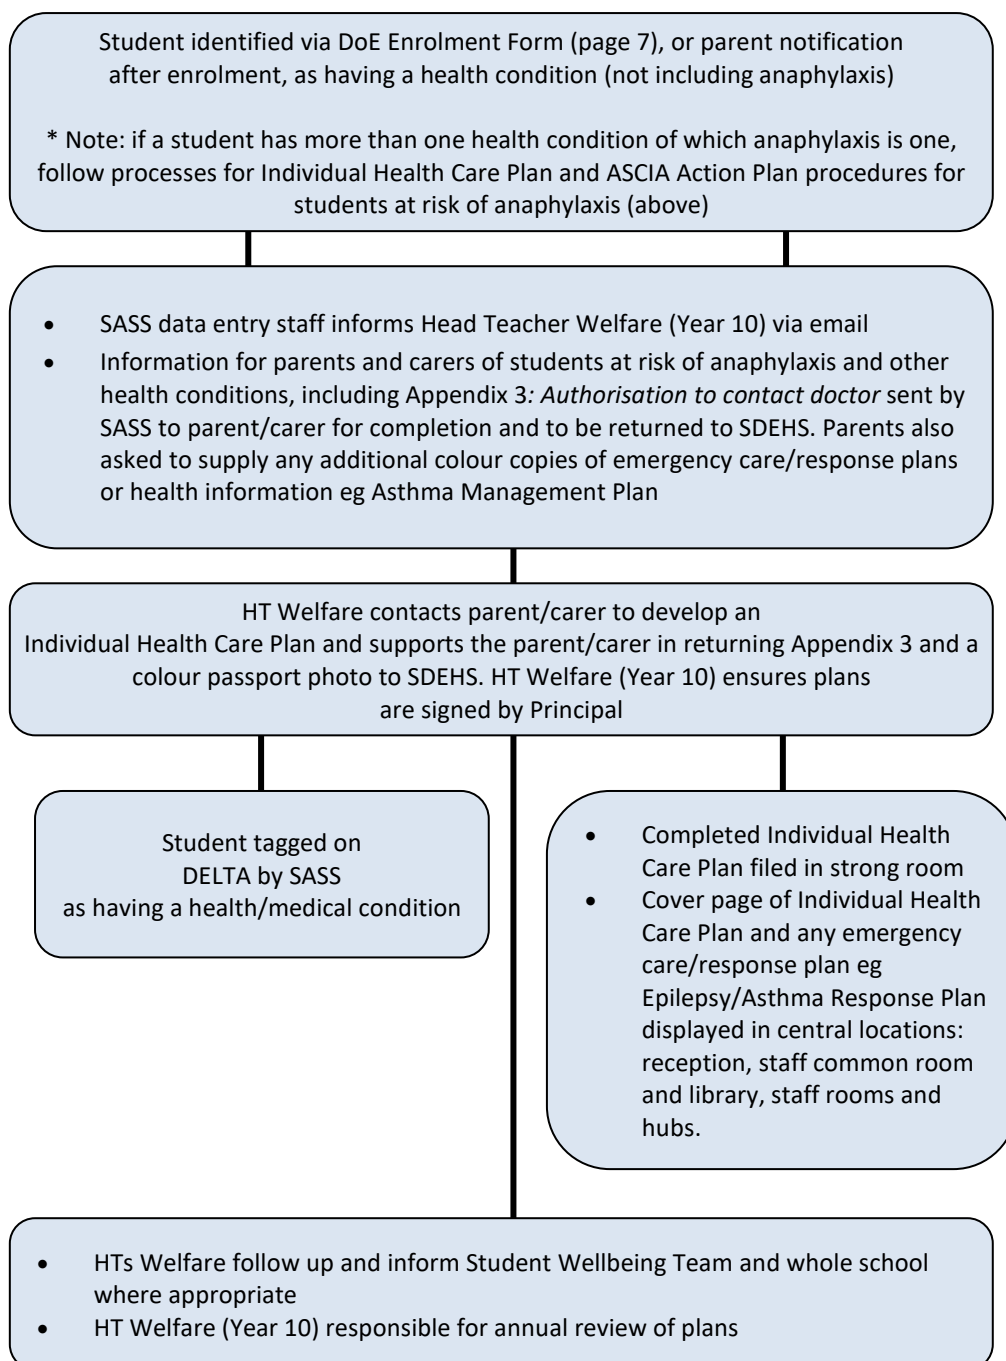 Student identified via DoE Enrolment Form (page 7), or parent notification
after enrolment, as having a health condition (not including anaphylaxis)
* Note: if a student has more than one health condition of which anaphylaxis is one,
follow processes for Individual Health Care Plan and ASCIA Action Plan procedures for
students at risk of anaphylaxis (above)
• SASS data entry staff informs Head Teacher Welfare (Year 10) via email
• Information for parents and carers of students at risk of anaphylaxis and other
health conditions, including Appendix 3: Authorisation to contact doctor sent by
SASS to parent/carer for completion and to be returned to SDEHS. Parents also
asked to supply any additional colour copies of emergency care/response plans
or health information eg Asthma Management Plan
HT Welfare contacts parent/carer to develop an
Individual Health Care Plan and supports the parent/carer in returning Appendix 3 and a
colour passport photo to SDEHS. HT Welfare (Year 10) ensures plans
are signed by Principal
Student tagged on
DELTA by SASS
as having a health/medical condition
• Completed Individual Health
Care Plan filed in strong room
• Cover page of Individual Health
Care Plan and any emergency
care/response plan eg
Epilepsy/Asthma Response Plan
displayed in central locations:
reception, staff common room
and library, staff rooms and
hubs.
• HTs Welfare follow up and inform Student Wellbeing Team and whole school
where appropriate
• HT Welfare (Year 10) responsible for annual review of plans